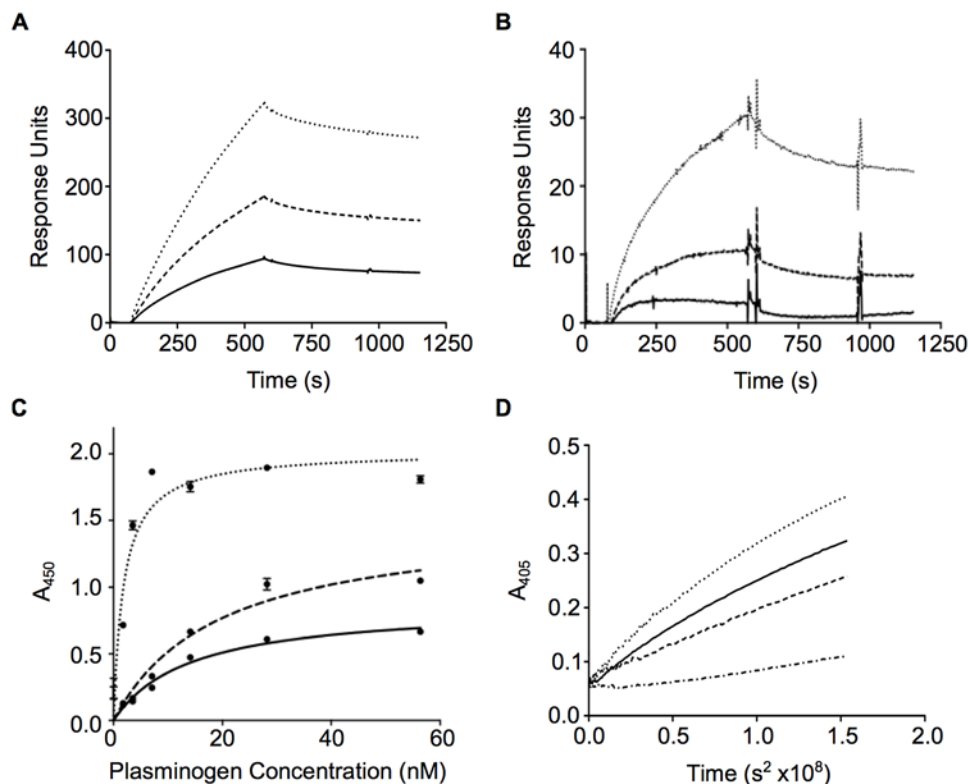 A
400
300
200
100
0
Response Units
0 250 500 750 1000 1250
Time (s)
B
40
30
20
10
0
Response Units
0 250 500 750 1000 1250
Time (s)
C
2.0
1.5
1.0
0.5
0.0
A450
0 20 40 60
Plasminogen Concentration (nM)
D
0.5
0.4
0.3
0.2
0.1
0.0
A405
0.0 0.5 1.0 1.5 2.0
Time (s² x10⁸)